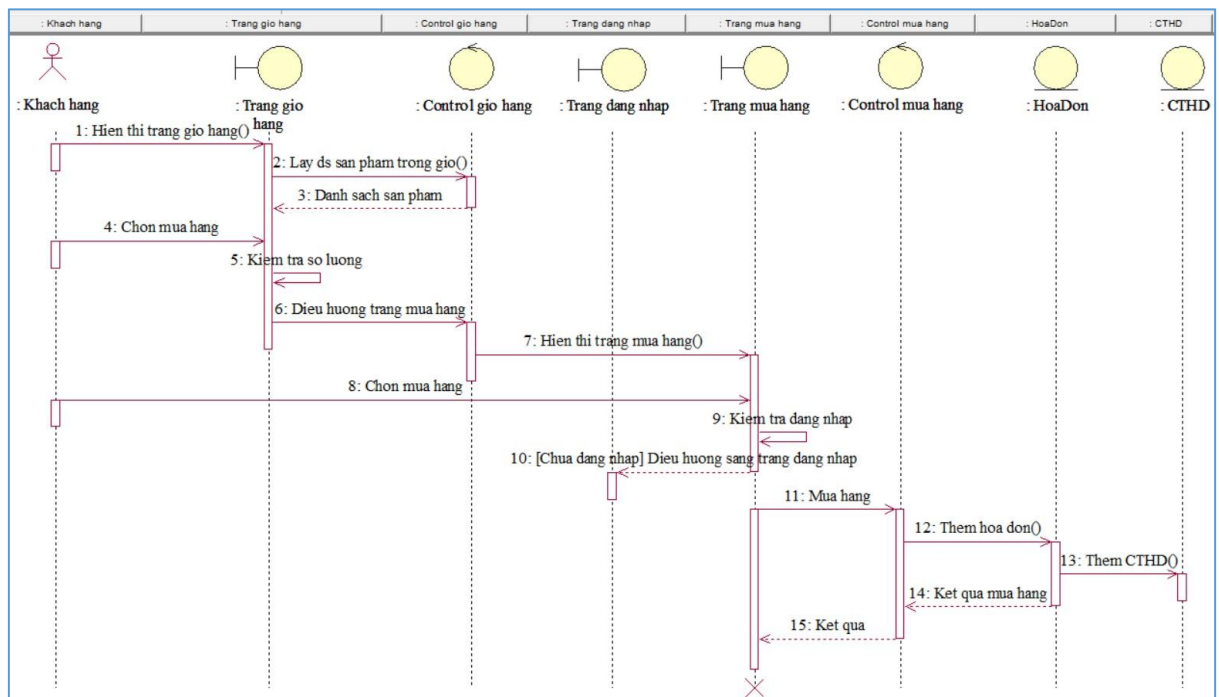 : Khach hang
: Trang gio hang
: Control gio hang
: Trang dang nhap
: Trang mua hang
: Control mua hang
: HoaDon
: CTHD
: Khach hang
: Trang gio
hang
: Control gio hang
: Trang dang nhap
: Trang mua hang
: Control mua hang
: HoaDon
: CTHD
1: Hien thi trang gio hang()
2: Lay ds san pham trong gio()
3: Danh sach san pham
4: Chon mua hang
5: Kiem tra so luong
6: Dieu huong trang mua hang
7: Hien thi trang mua hang()
8: Chon mua hang
9: Kiem tra dang nhap
10: [Chua dang nhap] Dieu huong sang trang dang nhap
11: Mua hang
12: Them hoa don()
13: Them CTHD()
14: Ket qua mua hang
15: Ket qua